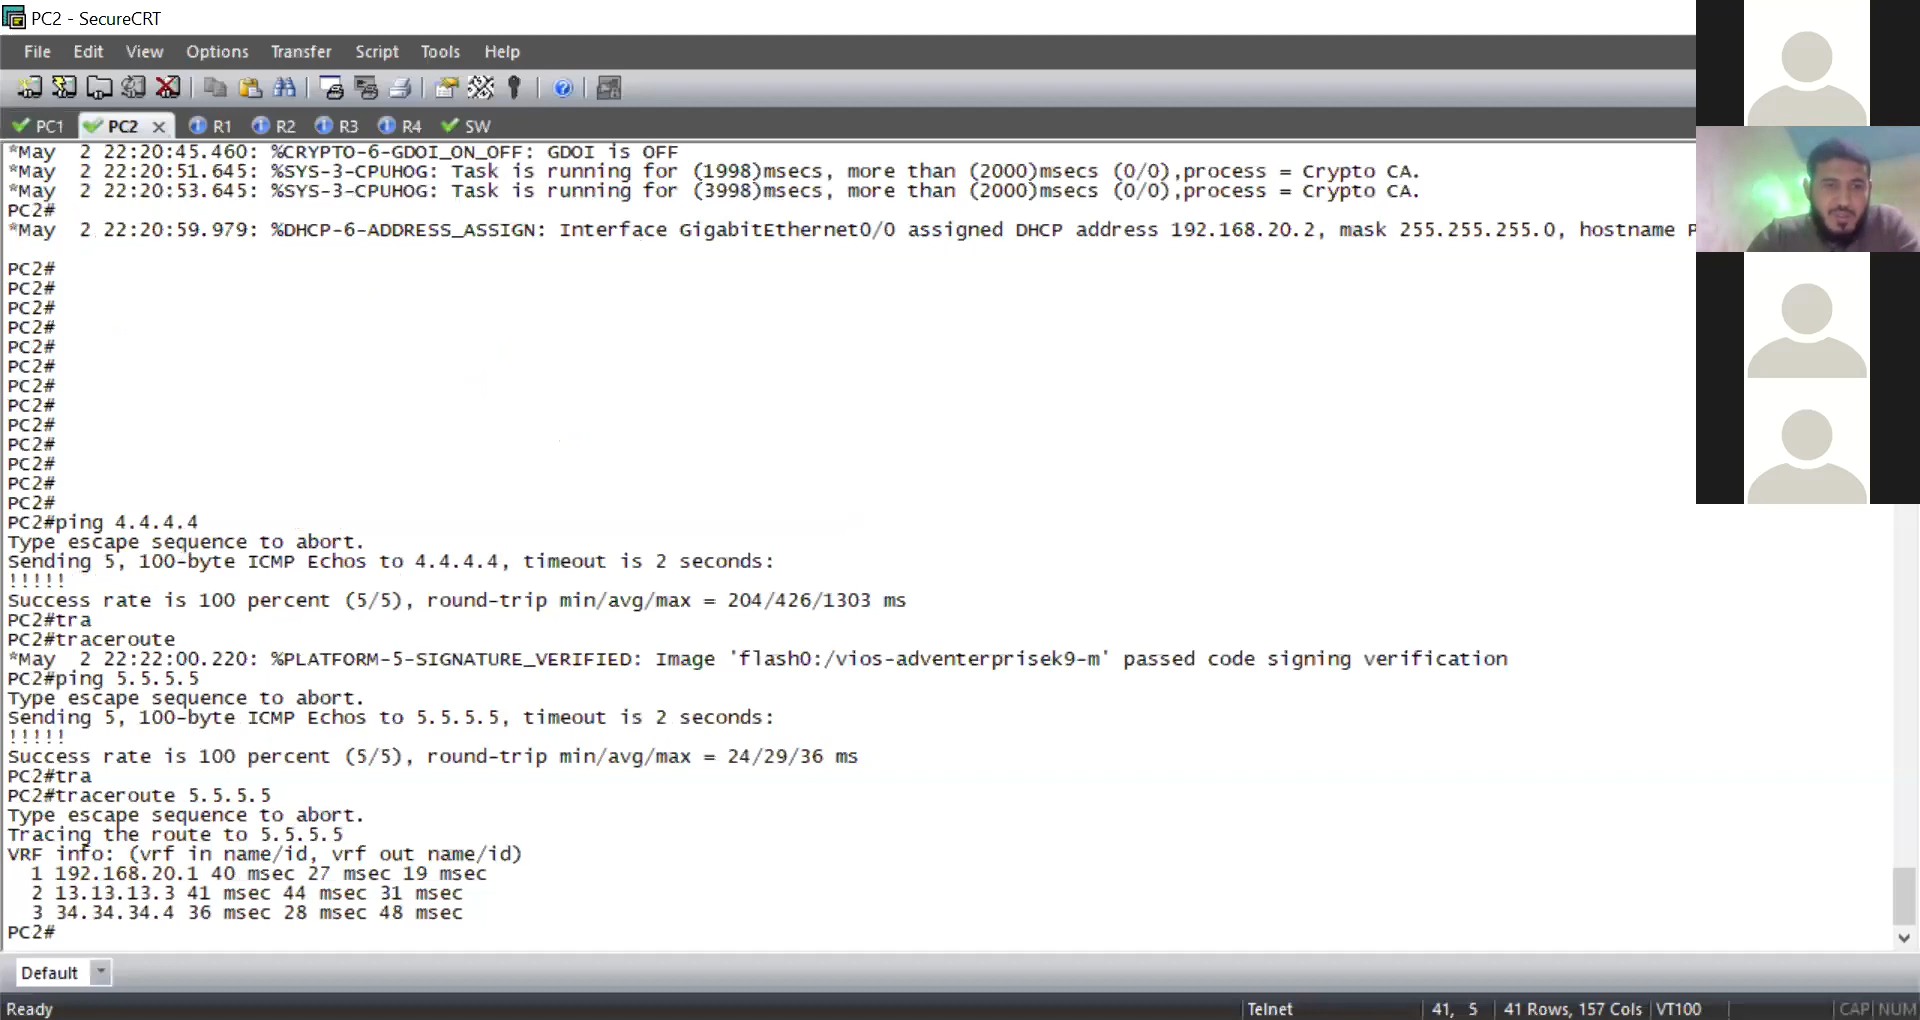 PC2 - SecureCRT
File Edit View Options Transfer Script Tools Help
PC1 PC2 R1 R2 R3 R4 SW
*May  2 22:20:45.460: %CRYPTO-6-GDOI_ON_OFF: GDOI is OFF
*May  2 22:20:51.645: %SYS-3-CPUHOG: Task is running for (1998)msecs, more than (2000)msecs (0/0),process = Crypto CA.
*May  2 22:20:53.645: %SYS-3-CPUHOG: Task is running for (3998)msecs, more than (2000)msecs (0/0),process = Crypto CA.
PC2#
*May  2 22:20:59.979: %DHCP-6-ADDRESS_ASSIGN: Interface GigabitEthernet0/0 assigned DHCP address 192.168.20.2, mask 255.255.255.0, hostname P
PC2#
PC2#
PC2#
PC2#
PC2#
PC2#
PC2#
PC2#
PC2#
PC2#
PC2#
PC2#
PC2#
PC2#ping 4.4.4.4
Type escape sequence to abort.
Sending 5, 100-byte ICMP Echos to 4.4.4.4, timeout is 2 seconds:
!!!!!
Success rate is 100 percent (5/5), round-trip min/avg/max = 204/426/1303 ms
PC2#tra
PC2#traceroute
*May  2 22:22:00.220: %PLATFORM-5-SIGNATURE_VERIFIED: Image 'flash0:/vios-adventerprisek9-m' passed code signing verification
PC2#ping 5.5.5.5
Type escape sequence to abort.
Sending 5, 100-byte ICMP Echos to 5.5.5.5, timeout is 2 seconds:
!!!!!
Success rate is 100 percent (5/5), round-trip min/avg/max = 24/29/36 ms
PC2#tra
PC2#traceroute 5.5.5.5
Type escape sequence to abort.
Tracing the route to 5.5.5.5
VRF info: (vrf in name/id, vrf out name/id)
1 192.168.20.1 40 msec 27 msec 19 msec
2 13.13.13.3 41 msec 44 msec 31 msec
3 34.34.34.4 36 msec 28 msec 48 msec
PC2#
Default
Ready Telnet 41, 5 41 Rows, 157 Cols VT100 CAP NUM